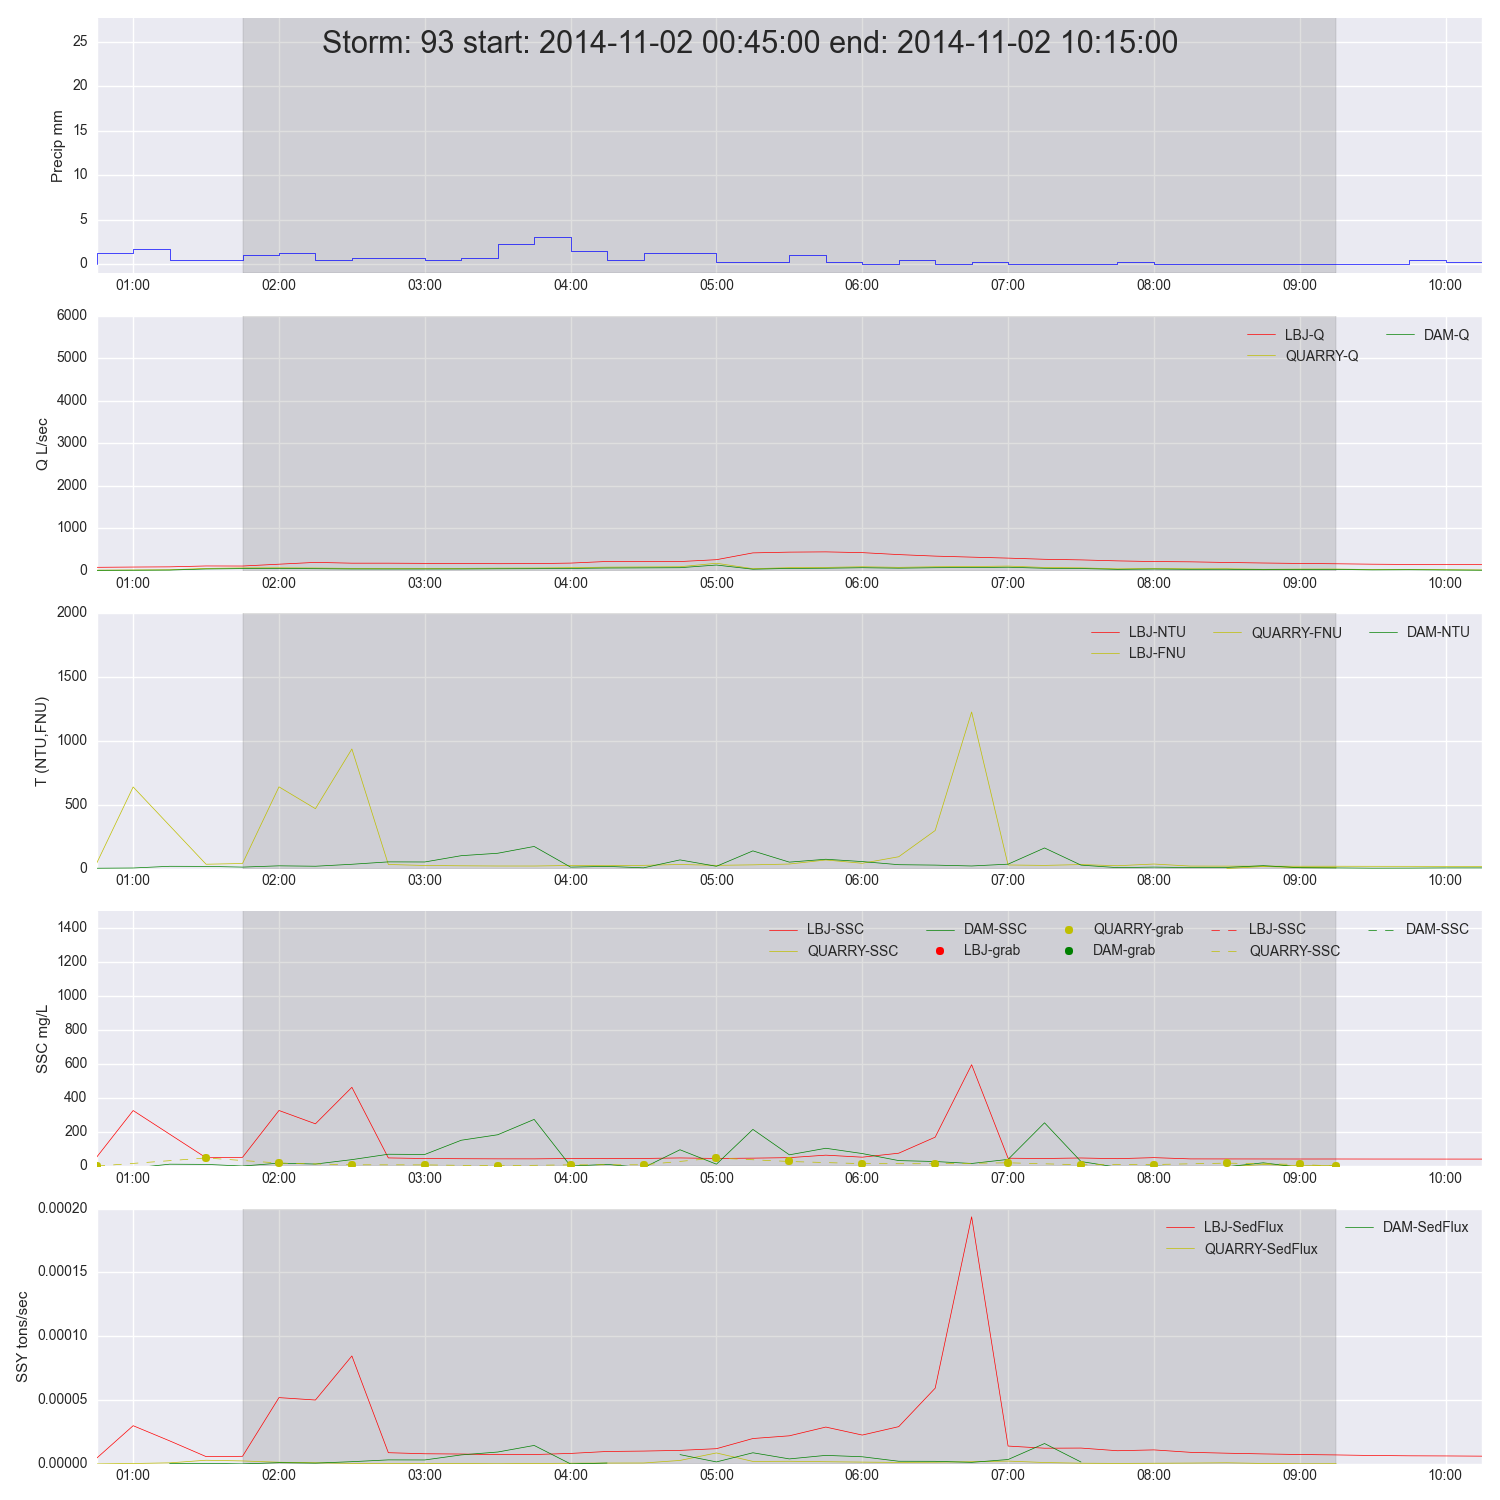 Storm: 93 start: 2014-11-02 00:45:00 end: 2014-11-02 10:15:00
Precip mm
25
20
15
10
5
0
01:00 02:00 03:00 04:00 05:00 06:00 07:00 08:00 09:00 10:00
Q L/sec
6000
5000
4000
3000
2000
1000
0
LBJ-Q DAM-Q
QUARRY-Q
01:00 02:00 03:00 04:00 05:00 06:00 07:00 08:00 09:00 10:00
T (NTU,FNU)
2000
1500
1000
500
0
LBJ-NTU QUARRY-FNU DAM-NTU
LBJ-FNU
01:00 02:00 03:00 04:00 05:00 06:00 07:00 08:00 09:00 10:00
SSC mg/L
1400
1200
1000
800
600
400
200
0
LBJ-SSC DAM-SSC QUARRY-grab LBJ-SSC DAM-SSC
QUARRY-SSC LBJ-grab DAM-grab QUARRY-SSC
01:00 02:00 03:00 04:00 05:00 06:00 07:00 08:00 09:00 10:00
SSY tons/sec
0.00020
0.00015
0.00010
0.00005
0.00000
LBJ-SedFlux DAM-SedFlux
QUARRY-SedFlux
01:00 02:00 03:00 04:00 05:00 06:00 07:00 08:00 09:00 10:00